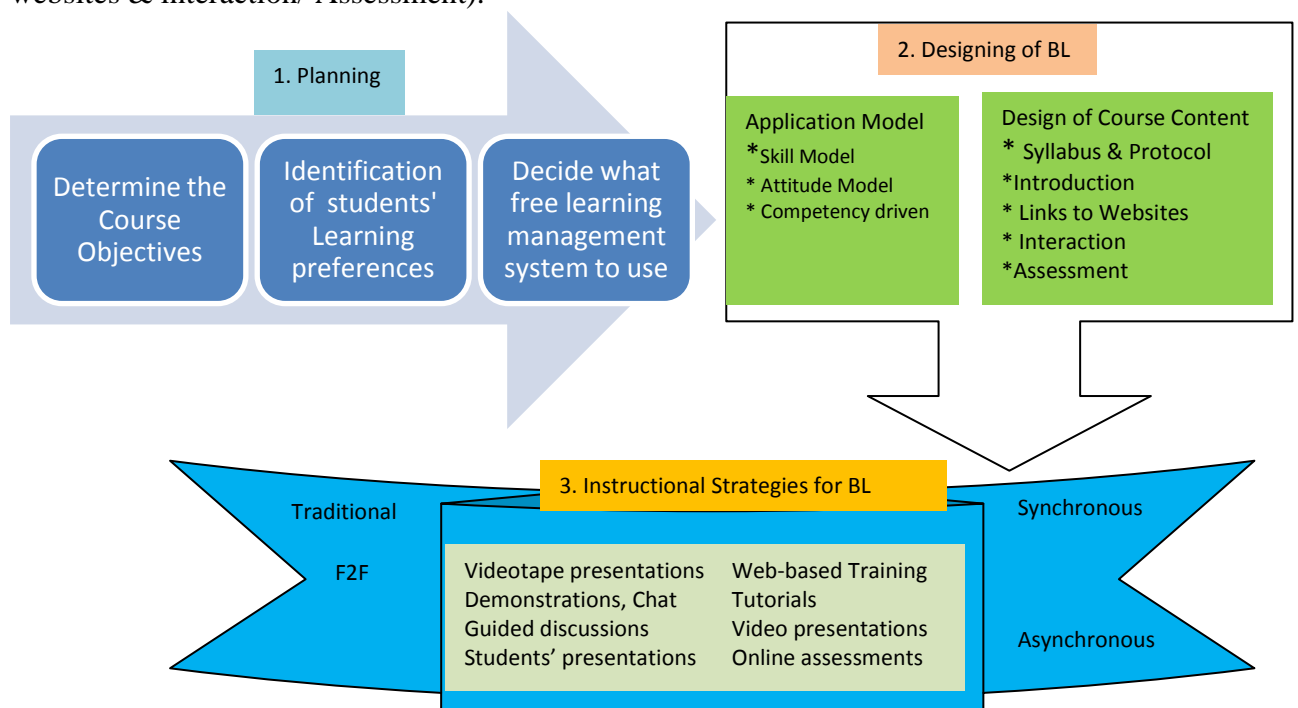 websites & interaction/ Assessment).
1. Planning
Determine the
Course
Objectives
Identification
of students'
Learning
preferences
Decide what
free learning
management
system to use
2. Designing of BL
Application Model
*Skill Model
* Attitude Model
* Competency driven
Design of Course Content
* Syllabus & Protocol
*Introduction
* Links to Websites
* Interaction
*Assessment
3. Instructional Strategies for BL
Traditional
F2F
Videotape presentations
Demonstrations, Chat
Guided discussions
Students’ presentations
Web-based Training
Tutorials
Video presentations
Online assessments
Synchronous
Asynchronous